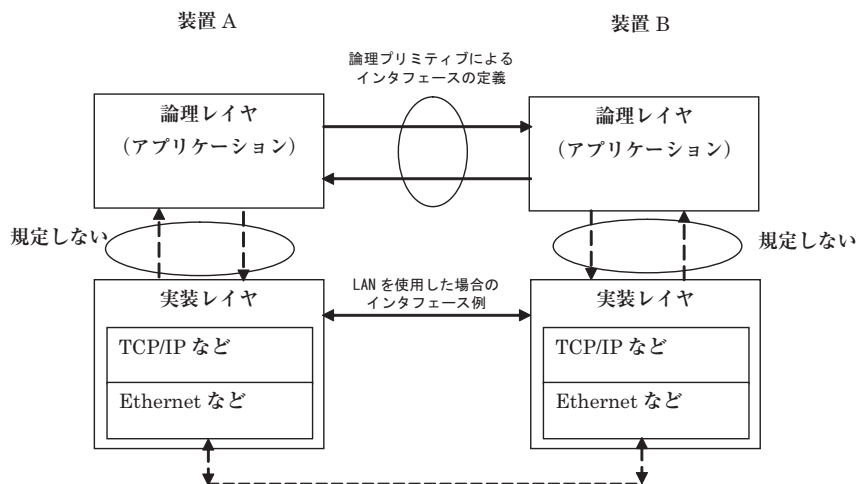 装置 A
装置 B
論理プリミティブによる
インタフェースの定義
論理レイヤ
（アプリケーション）
論理レイヤ
（アプリケーション）
規定しない
規定しない
実装レイヤ
LAN を使用した場合の
インタフェース例
実装レイヤ
TCP/IP など
TCP/IP など
Ethernet など
Ethernet など